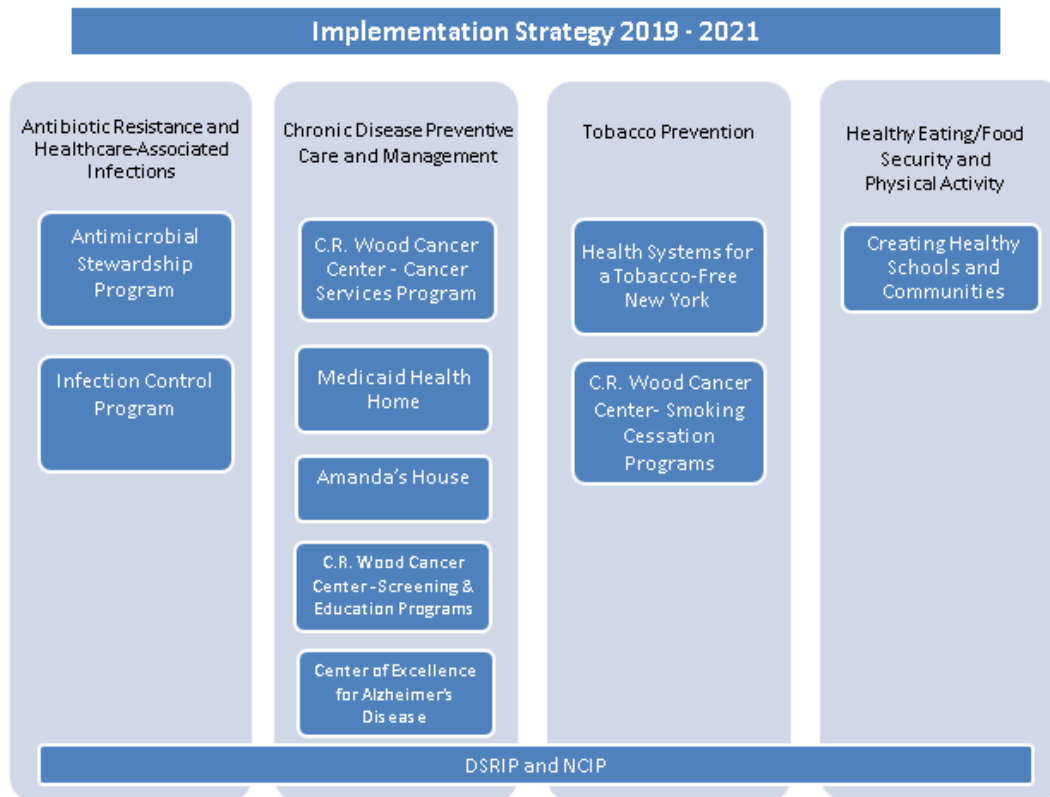 Implementation Strategy 2019 - 2021
Antibiotic Resistance and
Healthcare-Associated
Infections
Antimicrobial
Stewardship
Program
Infection Control
Program
Chronic Disease Preventive
Care and Management
C.R. Wood Cancer
Center - Cancer
Services Program
Medicaid Health
Home
Amanda's House
C.R. Wood Cancer
Center -Screening &
Education Programs
Center of Excellence
for Alzheimer's
Disease
Tobacco Prevention
Health Systems for
a Tobacco-Free
New York
C.R. Wood Cancer
Center- Smoking
Cessation
Programs
Healthy Eating/Food
Security and
Physical Activity
Creating Healthy
Schools and
Communities
DSRIP and NCIP